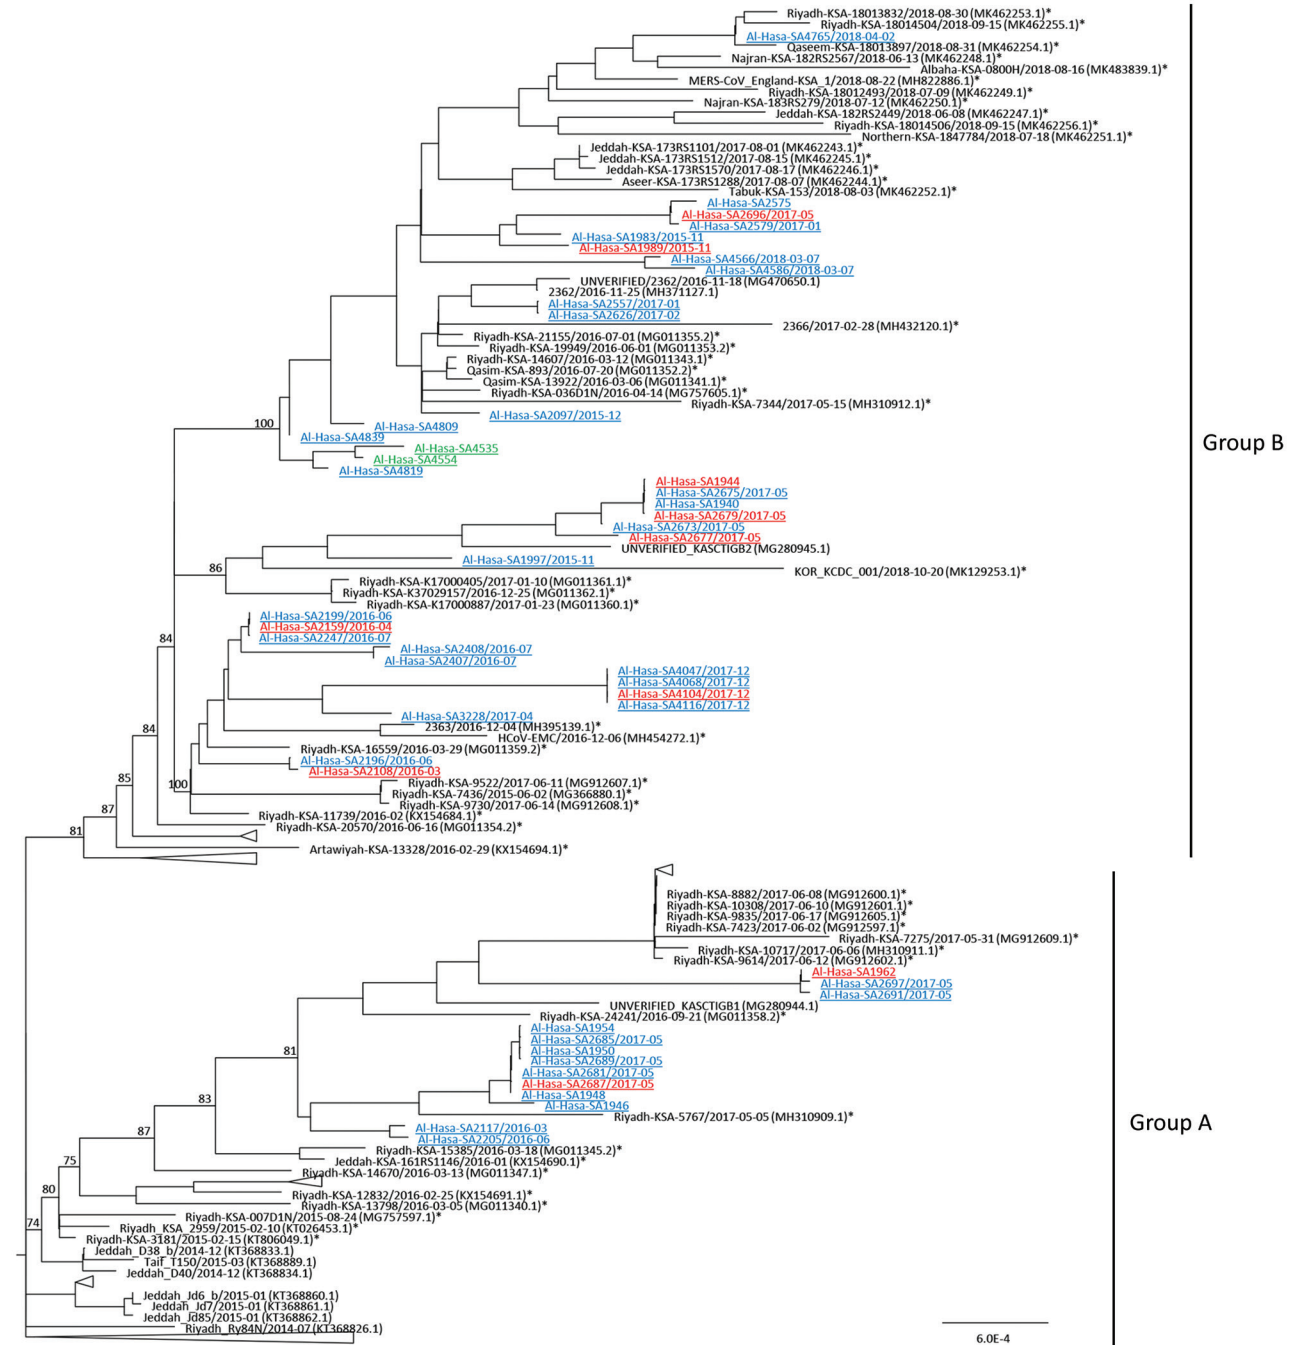 Riyadh-KSA-18013832/2018-08-30 (MK462253.1)*
Riyadh-KSA-18014504/2018-09-15 (MK462255.1)*
Al-Hasa-SA4765/2018-04-02
Qaseem-KSA-18013897/2018-08-31 (MK462254.1)*
Najran-KSA-182RS2567/2018-06-13 (MK462248.1)*
Albaha-KSA-0800H/2018-08-16 (MK483839.1)*
MERS-CoV_England-KSA_1/2018-08-22 (MH822886.1)*
Riyadh-KSA-18012493/2018-07-09 (MK462249.1)*
Najran-KSA-183RS279/2018-07-12 (MK462250.1)*
Jeddah-KSA-182RS2449/2018-06-08 (MK462247.1)*
Riyadh-KSA-18014506/2018-09-15 (MK462256.1)*
Northern-KSA-1847784/2018-07-18 (MK462251.1)*
Jeddah-KSA-173RS1101/2017-08-01 (MK462243.1)*
Jeddah-KSA-173RS1512/2017-08-15 (MK462245.1)*
Jeddah-KSA-173RS1570/2017-08-17 (MK462246.1)*
Aseer-KSA-173RS1288/2017-08-07 (MK462244.1)*
Tabuk-KSA-153/2018-08-03 (MK462252.1)*
Al-Hasa-SA2575
Al-Hasa-SA2696/2017-05
Al-Hasa-SA2579/2017-01
Al-Hasa-SA1983/2015-11
Al-Hasa-SA1989/2015-11
Al-Hasa-SA4566/2018-03-07
Al-Hasa-SA4586/2018-03-07
UNVERIFIED/2362/2016-11-18 (MG470650.1)
2362/2016-11-25 (MH371127.1)
Al-Hasa-SA2557/2017-01
Al-Hasa-SA2626/2017-02
2366/2017-02-28 (MH432120.1)*
Riyadh-KSA-21155/2016-07-01 (MG011355.2)*
Riyadh-KSA-19949/2016-06-01 (MG011353.2)*
Riyadh-KSA-14607/2016-03-12 (MG011343.1)*
Qasim-KSA-893/2016-07-20 (MG011352.2)*
Qasim-KSA-13922/2016-03-06 (MG011341.1)*
Riyadh-KSA-036D1N/2016-04-14 (MG757605.1)*
Riyadh-KSA-7344/2017-05-15 (MH310912.1)*
Al-Hasa-SA2097/2015-12
100
Al-Hasa-SA4809
Al-Hasa-SA4839
Group B
Al-Hasa-SA4535
Al-Hasa-SA4554
Al-Hasa-SA4819
Al-Hasa-SA1944
Al-Hasa-SA2675/2017-05
Al-Hasa-SA1940
Al-Hasa-SA2679/2017-05
Al-Hasa-SA2673/2017-05
Al-Hasa-SA2677/2017-05
UNVERIFIED_KASCTIGB2 (MG280945.1)
Al-Hasa-SA1997/2015-11
86
KOR_KCDC_001/2018-10-20 (MK129253.1)*
Riyadh-KSA-K17000405/2017-01-10 (MG011361.1)*
Riyadh-KSA-K37029157/2016-12-25 (MG011362.1)*
Riyadh-KSA-K17000887/2017-01-23 (MG011360.1)*
Al-Hasa-SA2199/2016-06
Al-Hasa-SA2159/2016-04
Al-Hasa-SA2247/2016-07
84
Al-Hasa-SA2408/2016-07
Al-Hasa-SA2407/2016-07
Al-Hasa-SA4047/2017-12
Al-Hasa-SA4068/2017-12
Al-Hasa-SA4104/2017-12
Al-Hasa-SA4116/2017-12
Al-Hasa-SA3228/2017-04
2363/2016-12-04 (MH395139.1)*
84
HCoV-EMC/2016-12-06 (MH454272.1)*
Riyadh-KSA-16559/2016-03-29 (MG011359.2)*
Al-Hasa-SA2196/2016-06
Al-Hasa-SA2108/2016-03
85
100
Riyadh-KSA-9522/2017-06-11 (MG912607.1)*
Riyadh-KSA-7436/2015-06-02 (MG366880.1)*
Riyadh-KSA-9730/2017-06-14 (MG912608.1)*
87
Riyadh-KSA-11739/2016-02 (KX154684.1)*
Riyadh-KSA-20570/2016-06-16 (MG011354.2)*
81
Artawiyah-KSA-13328/2016-02-29 (KX154694.1)*
Riyadh-KSA-8882/2017-06-08 (MG912600.1)*
Riyadh-KSA-10308/2017-06-10 (MG912601.1)*
Riyadh-KSA-9835/2017-06-17 (MG912605.1)*
Riyadh-KSA-7423/2017-06-02 (MG912597.1)*
Riyadh-KSA-7275/2017-05-31 (MG912609.1)*
Riyadh-KSA-10717/2017-06-06 (MH310911.1)*
Riyadh-KSA-9614/2017-06-12 (MG912602.1)*
Al-Hasa-SA1962
Al-Hasa-SA2697/2017-05
Al-Hasa-SA2691/2017-05
UNVERIFIED_KASCTIGB1 (MG280944.1)
Riyadh-KSA-24241/2016-09-21 (MG011358.2)*
Al-Hasa-SA1954
Al-Hasa-SA2685/2017-05
81
Al-Hasa-SA1950
Al-Hasa-SA2689/2017-05
Al-Hasa-SA2681/2017-05
Al-Hasa-SA2687/2017-05
Al-Hasa-SA1948
83
Al-Hasa-SA1946
Riyadh-KSA-5767/2017-05-05 (MH310909.1)*
Group A
Al-Hasa-SA2117/2016-03
87
Al-Hasa-SA2205/2016-06
Riyadh-KSA-15385/2016-03-18 (MG011345.2)*
75
Jeddah-KSA-161RS1146/2016-01 (KX154690.1)*
Riyadh-KSA-14670/2016-03-13 (MG011347.1)*
80
Riyadh-KSA-12832/2016-02-25 (KX154691.1)*
Riyadh-KSA-13798/2016-03-05 (MG011340.1)*
Riyadh-KSA-007D1N/2015-08-24 (MG757597.1)*
74
Riyadh_KSA_2959/2015-02-10 (KT026453.1)*
Riyadh-KSA-3181/2015-02-15 (KT806049.1)*
Jeddah_D38_b/2014-12 (KT368833.1)
Taif_T150/2015-03 (KT368889.1)
Jeddah_D40/2014-12 (KT368834.1)
Jeddah_Jd6_b/2015-01 (KT368860.1)
Jeddah_Jd7/2015-01 (KT368861.1)
Jeddah_Jd85/2015-01 (KT368862.1)
Riyadh_Ry84N/2014-07 (KT368826.1)
6.0E-4